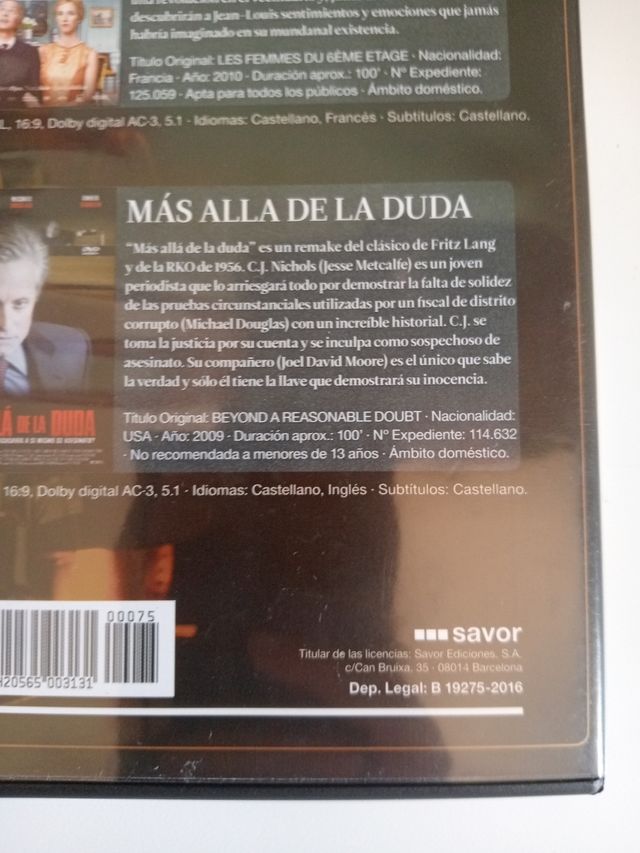 descubrirán a Jean-Louis sentimientos y emociones que jamás
habría imaginado en su mundanal existencia.
Título Original: LES FEMMES DU 6ÈME ETAGE · Nacionalidad:
Francia · Año: 2010 · Duración aprox.: 100' · Nº Expediente:
125.059 · Apta para todos los públicos · Ámbito doméstico.
16:9, Dolby digital AC-3, 5.1 · Idiomas: Castellano, Francés · Subtítulos: Castellano.
MÁS ALLA DE LA DUDA
"Más allá de la duda" es un remake del clásico de Fritz Lang
y de la RKO de 1956. C.J. Nichols (Jesse Metcalfe) es un joven
periodista que lo arriesgará todo por demostrar la falta de solidez
de las pruebas circunstanciales utilizadas por un fiscal de distrito
corrupto (Michael Douglas) con un increíble historial. C.J. se
toma la justicia por su cuenta y se inculpa como sospechoso de
asesinato. Su compañero (Joel David Moore) es el único que sabe
la verdad y sólo él tiene la llave que demostrará su inocencia.
LÁ DE LA DUDA
Título Original: BEYOND A REASONABLE DOUBT · Nacionalidad:
USA · Año: 2009 · Duración aprox.: 100' · Nº Expediente: 114.632
· No recomendada a menores de 13 años · Ámbito doméstico.
16:9, Dolby digital AC-3, 5.1 · Idiomas: Castellano, Inglés · Subtítulos: Castellano.
00075
20565 003131
savor
Titular de las licencias: Savor Ediciones, S.A.
c/Can Bruixa, 35 · 08014 Barcelona
Dep. Legal: B 19275-2016